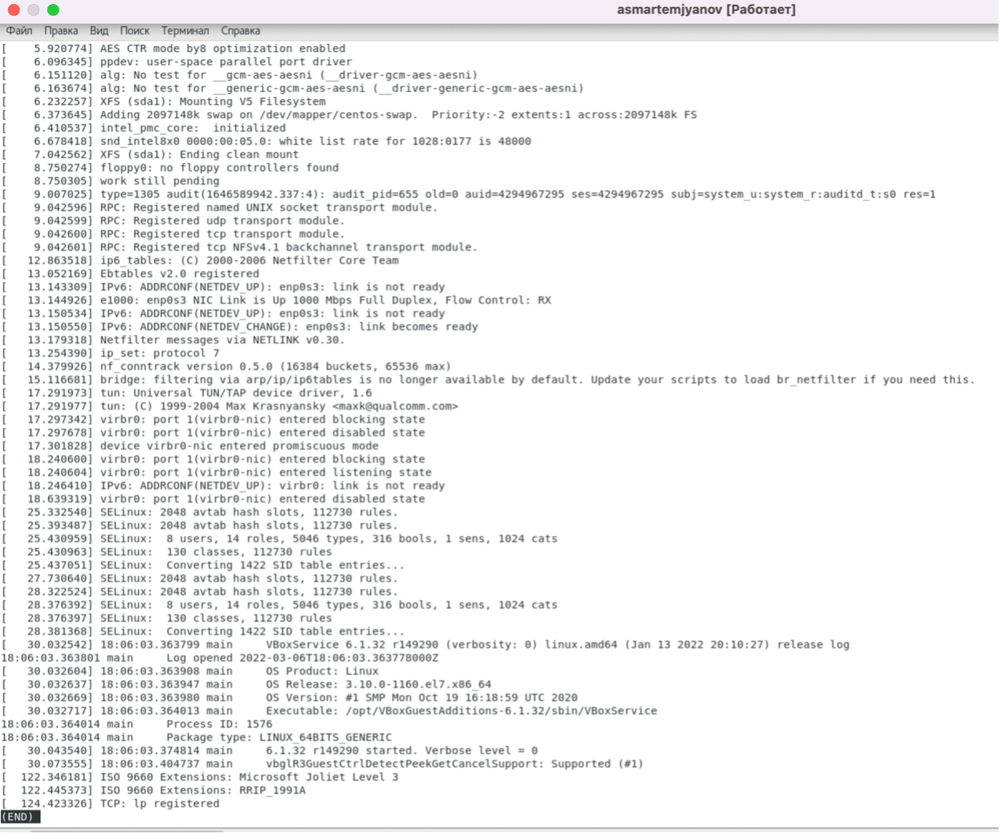 asmartemjyanov [Работает]
Файл Правка Вид Поиск Терминал Справка
[    5.920774] AES CTR mode by8 optimization enabled
[    6.096345] ppdev: user-space parallel port driver
[    6.151120] alg: No test for __gcm-aes-aesni (__driver-gcm-aes-aesni)
[    6.163674] alg: No test for __generic-gcm-aes-aesni (__driver-generic-gcm-aes-aesni)
[    6.232257] XFS (sda1): Mounting V5 Filesystem
[    6.373645] Adding 2097148k swap on /dev/mapper/centos-swap.  Priority:-2 extents:1 across:2097148k FS
[    6.410537] intel_pmc_core:  initialized
[    6.678418] snd_intel8x0 0000:00:05.0: white list rate for 1028:0177 is 48000
[    7.042562] XFS (sda1): Ending clean mount
[    8.750274] floppy0: no floppy controllers found
[    8.750305] work still pending
[    9.007025] type=1305 audit(1646589942.337:4): audit_pid=655 old=0 auid=4294967295 ses=4294967295 subj=system_u:system_r:auditd_t:s0 res=1
[    9.042596] RPC: Registered named UNIX socket transport module.
[    9.042599] RPC: Registered udp transport module.
[    9.042600] RPC: Registered tcp transport module.
[    9.042601] RPC: Registered tcp NFSv4.1 backchannel transport module.
[   12.863518] ip6_tables: (C) 2000-2006 Netfilter Core Team
[   13.052169] Ebtables v2.0 registered
[   13.143309] IPv6: ADDRCONF(NETDEV_UP): enp0s3: link is not ready
[   13.144926] e1000: enp0s3 NIC Link is Up 1000 Mbps Full Duplex, Flow Control: RX
[   13.150534] IPv6: ADDRCONF(NETDEV_UP): enp0s3: link is not ready
[   13.150550] IPv6: ADDRCONF(NETDEV_CHANGE): enp0s3: link becomes ready
[   13.179318] Netfilter messages via NETLINK v0.30.
[   13.254390] ip_set: protocol 7
[   14.379926] nf_conntrack version 0.5.0 (16384 buckets, 65536 max)
[   15.116681] bridge: filtering via arp/ip/ip6tables is no longer available by default. Update your scripts to load br_netfilter if you need this.
[   17.291973] tun: Universal TUN/TAP device driver, 1.6
[   17.291977] tun: (C) 1999-2004 Max Krasnyansky <maxk@qualcomm.com>
[   17.297342] virbr0: port 1(virbr0-nic) entered blocking state
[   17.297678] virbr0: port 1(virbr0-nic) entered disabled state
[   17.301828] device virbr0-nic entered promiscuous mode
[   18.240600] virbr0: port 1(virbr0-nic) entered blocking state
[   18.240604] virbr0: port 1(virbr0-nic) entered listening state
[   18.246410] IPv6: ADDRCONF(NETDEV_UP): virbr0: link is not ready
[   18.639319] virbr0: port 1(virbr0-nic) entered disabled state
[   25.332540] SELinux: 2048 avtab hash slots, 112730 rules.
[   25.393487] SELinux: 2048 avtab hash slots, 112730 rules.
[   25.430959] SELinux:  8 users, 14 roles, 5046 types, 316 bools, 1 sens, 1024 cats
[   25.430963] SELinux:  130 classes, 112730 rules
[   25.437051] SELinux:  Converting 1422 SID table entries...
[   27.730640] SELinux: 2048 avtab hash slots, 112730 rules.
[   28.322524] SELinux: 2048 avtab hash slots, 112730 rules.
[   28.376392] SELinux:  8 users, 14 roles, 5046 types, 316 bools, 1 sens, 1024 cats
[   28.376397] SELinux:  130 classes, 112730 rules
[   28.381368] SELinux:  Converting 1422 SID table entries...
[   30.032542] 18:06:03.363799 main     VBoxService 6.1.32 r149290 (verbosity: 0) linux.amd64 (Jan 13 2022 20:10:27) release log
18:06:03.363801 main     Log opened 2022-03-06T18:06:03.363778000Z
[   30.032604] 18:06:03.363908 main     OS Product: Linux
[   30.032637] 18:06:03.363947 main     OS Release: 3.10.0-1160.el7.x86_64
[   30.032669] 18:06:03.363980 main     OS Version: #1 SMP Mon Oct 19 16:18:59 UTC 2020
[   30.032717] 18:06:03.364013 main     Executable: /opt/VBoxGuestAdditions-6.1.32/sbin/VBoxService
18:06:03.364014 main     Process ID: 1576
18:06:03.364014 main     Package type: LINUX_64BITS_GENERIC
[   30.043540] 18:06:03.374814 main     6.1.32 r149290 started. Verbose level = 0
[   30.073555] 18:06:03.404737 main     vbglR3GuestCtrlDetectPeekGetCancelSupport: Supported (#1)
[  122.346181] ISO 9660 Extensions: Microsoft Joliet Level 3
[  122.445373] ISO 9660 Extensions: RRIP_1991A
[  124.423326] TCP: lp registered
(END)